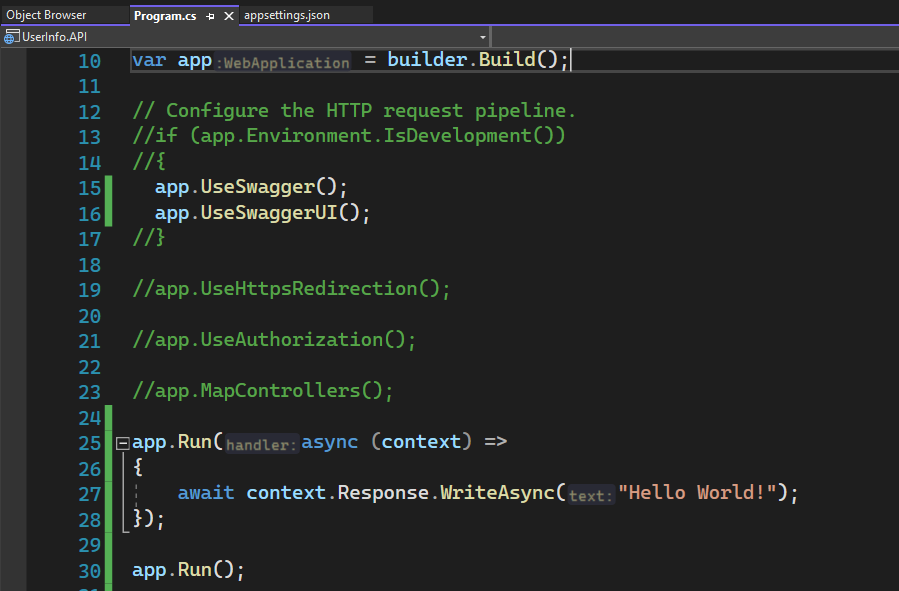 Object Browser
Program.cs
appsettings.json
UserInfo.API
10 var app :WebApplication = builder.Build();
11
12 // Configure the HTTP request pipeline.
13 //if (app.Environment.IsDevelopment())
14 //{
15 app.UseSwagger();
16 app.UseSwaggerUI();
17 //}
18
19 //app.UseHttpsRedirection();
20
21 //app.UseAuthorization();
22
23 //app.MapControllers();
24
25 app.Run( handler: async (context) =>
26 {
27 await context.Response.WriteAsync( text: "Hello World!");
28 });
29
30 app.Run();